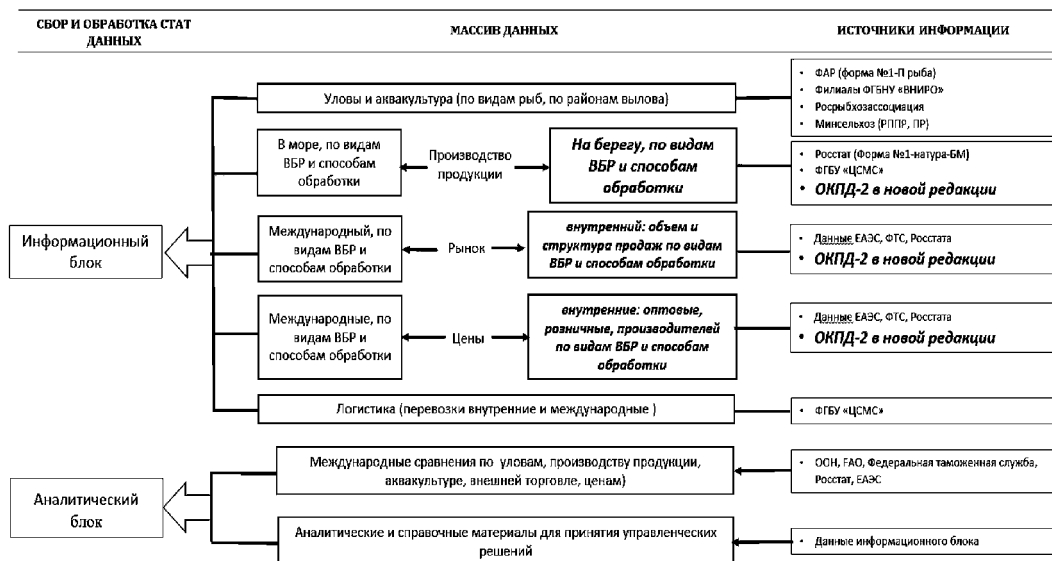 СБОР И ОБРАБОТКА СТАТ
ДАННЫХ
МАССИВ ДАННЫХ
ИСТОЧНИКИ ИНФОРМАЦИИ
Информационный
блок
Уловы и аквакультура (по видам рыб, по районам вылова)
• ФАР (форма №1-П рыба)
• Филиалы ФГБНУ «ВНИРО»
• Росрыбхозассоциация
• Минсельхоз (РППР, ПР)
В море, по видам
ВБР и способам
обработки
Производство
продукции
На берегу, по видам
ВБР и способам
обработки
• Росстат (Форма №1-натура-БМ)
• ФГБУ «ЦСМС»
• ОКПД-2 в новой редакции
Международный, по
видам ВБР и
способам обработки
Рынок
внутренний: объем и
структура продаж по видам
ВБР и способам обработки
• Данные ЕАЭС, ФТС, Росстата
• ОКПД-2 в новой редакции
Международные, по
видам ВБР и
способам обработки
Цены
внутренние: оптовые,
розничные, производителей
по видам ВБР и способам
обработки
• Данные ЕАЭС, ФТС, Росстата
• ОКПД-2 в новой редакции
Логистика (перевозки внутренние и международные )
• ФГБУ «ЦСМС»
Аналитический
блок
Международные сравнения по уловам, производству продукции,
аквакультуре, внешней торговле, ценам)
• ООН, FAO, Федеральная таможенная служба,
Росстат, ЕАЭС
Аналитические и справочные материалы для принятия управленческих
решений
• Данные информационного блока